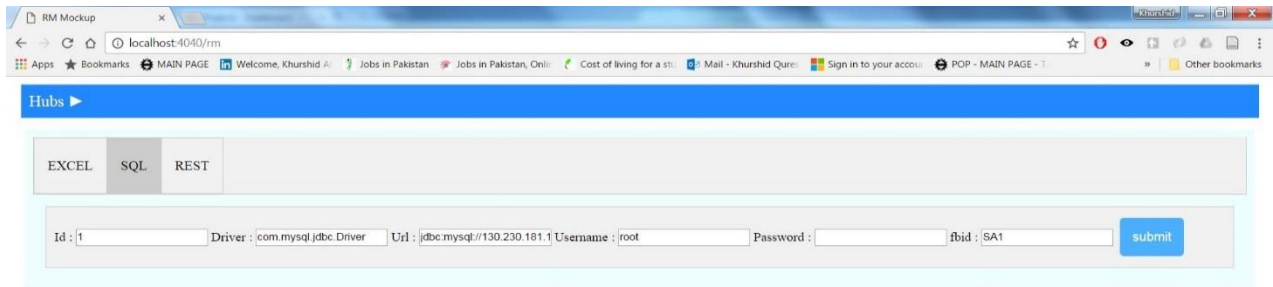 RM Mockup
Khurshid
localhost:4040/rm
Apps Bookmarks MAIN PAGE Welcome, Khurshid A Jobs in Pakistan Jobs in Pakistan, Onlin Cost of living for a stu Mail - Khurshid Qures Sign in to your accou POP - MAIN PAGE - T » Other bookmarks
Hubs ►
EXCEL SQL REST
Id : 1 Driver : com.mysql.jdbc.Driver Url : jdbc:mysql://130.230.181.1 Username : root Password : fbid : SA1 submit